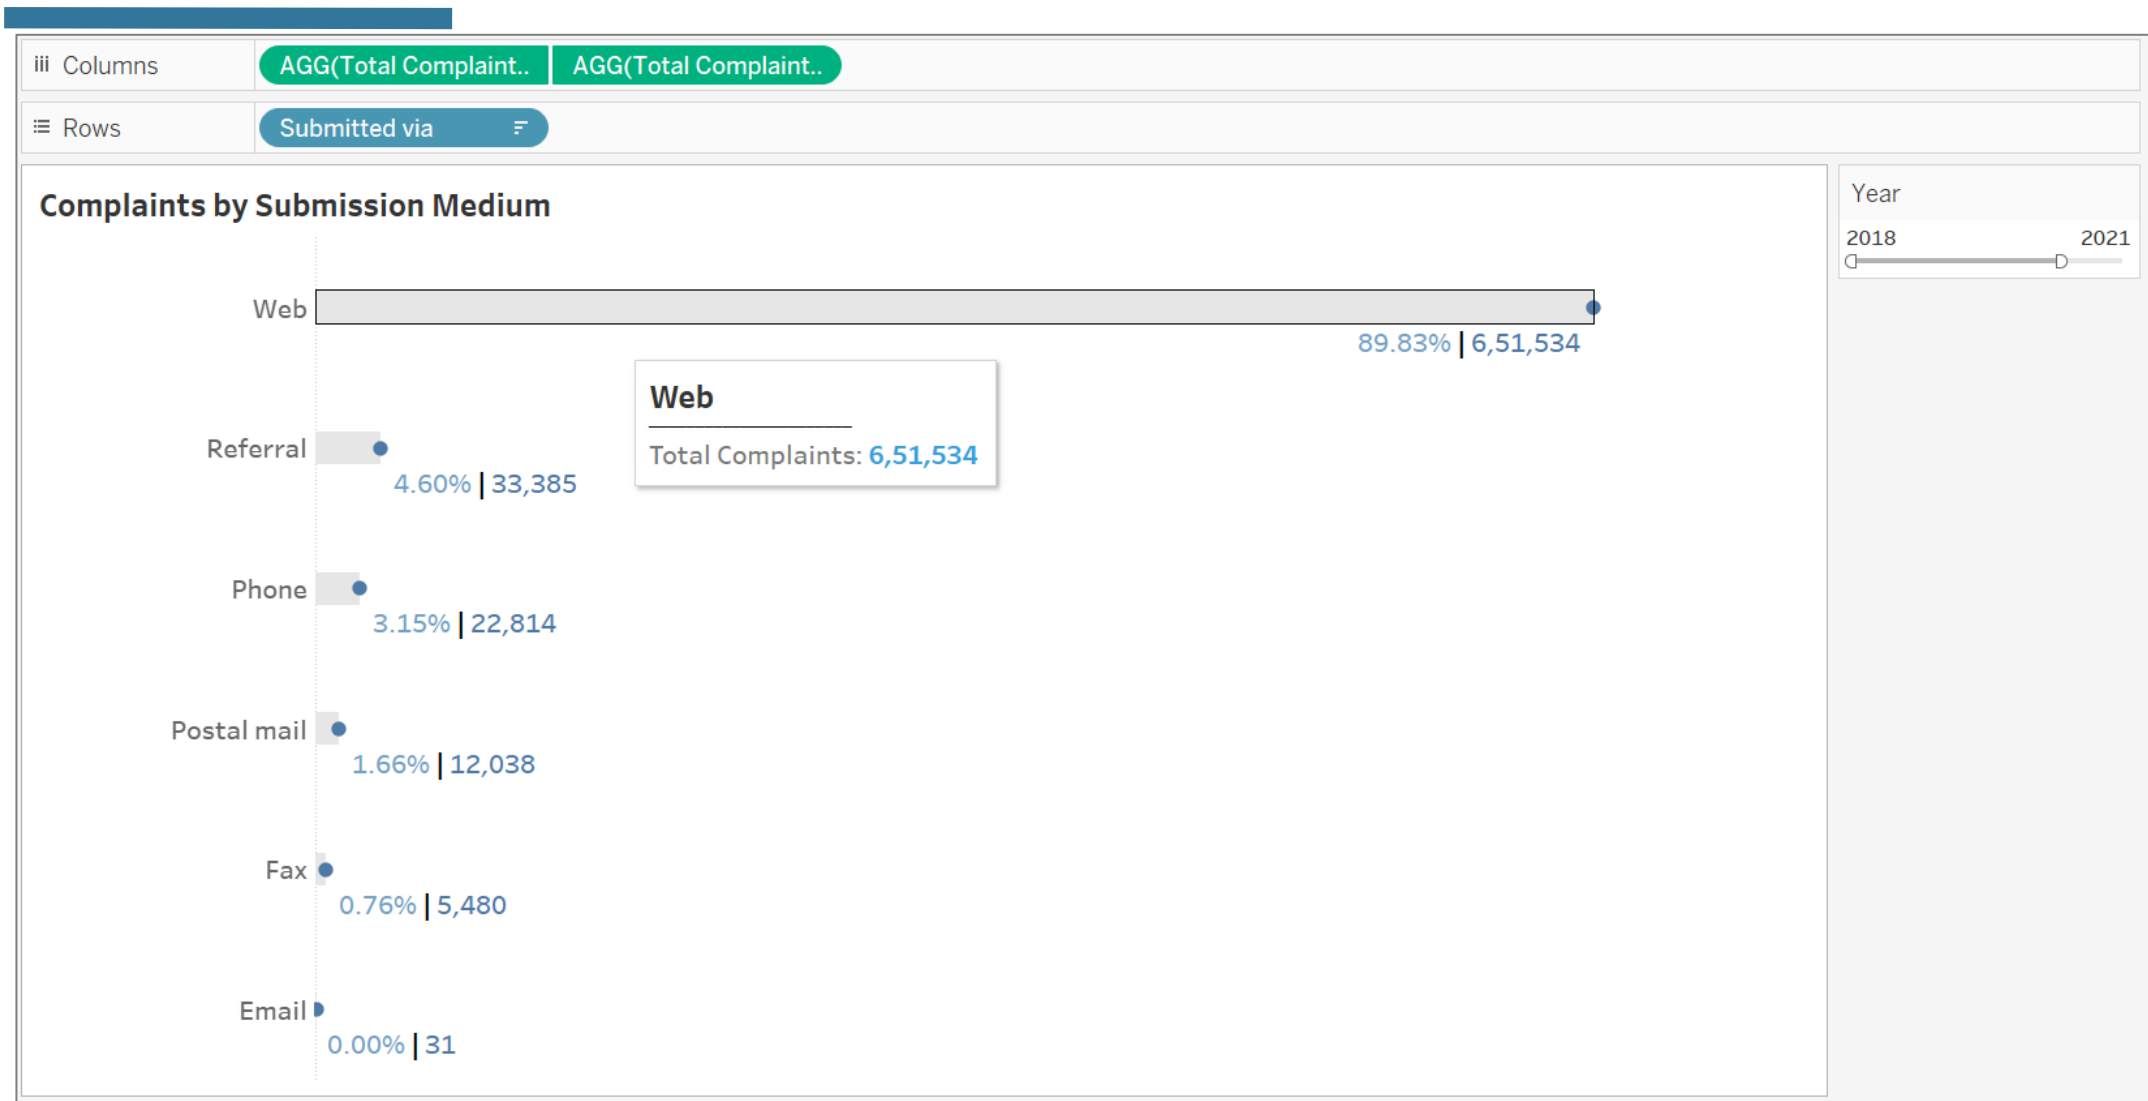 Columns AGG(Total Complaint.. AGG(Total Complaint..
Rows Submitted via
Complaints by Submission Medium
Year
2018 2021
Web
89.83% | 6,51,534
Web
Total Complaints: 6,51,534
Referral
4.60% | 33,385
Phone
3.15% | 22,814
Postal mail
1.66% | 12,038
Fax
0.76% | 5,480
Email
0.00% | 31